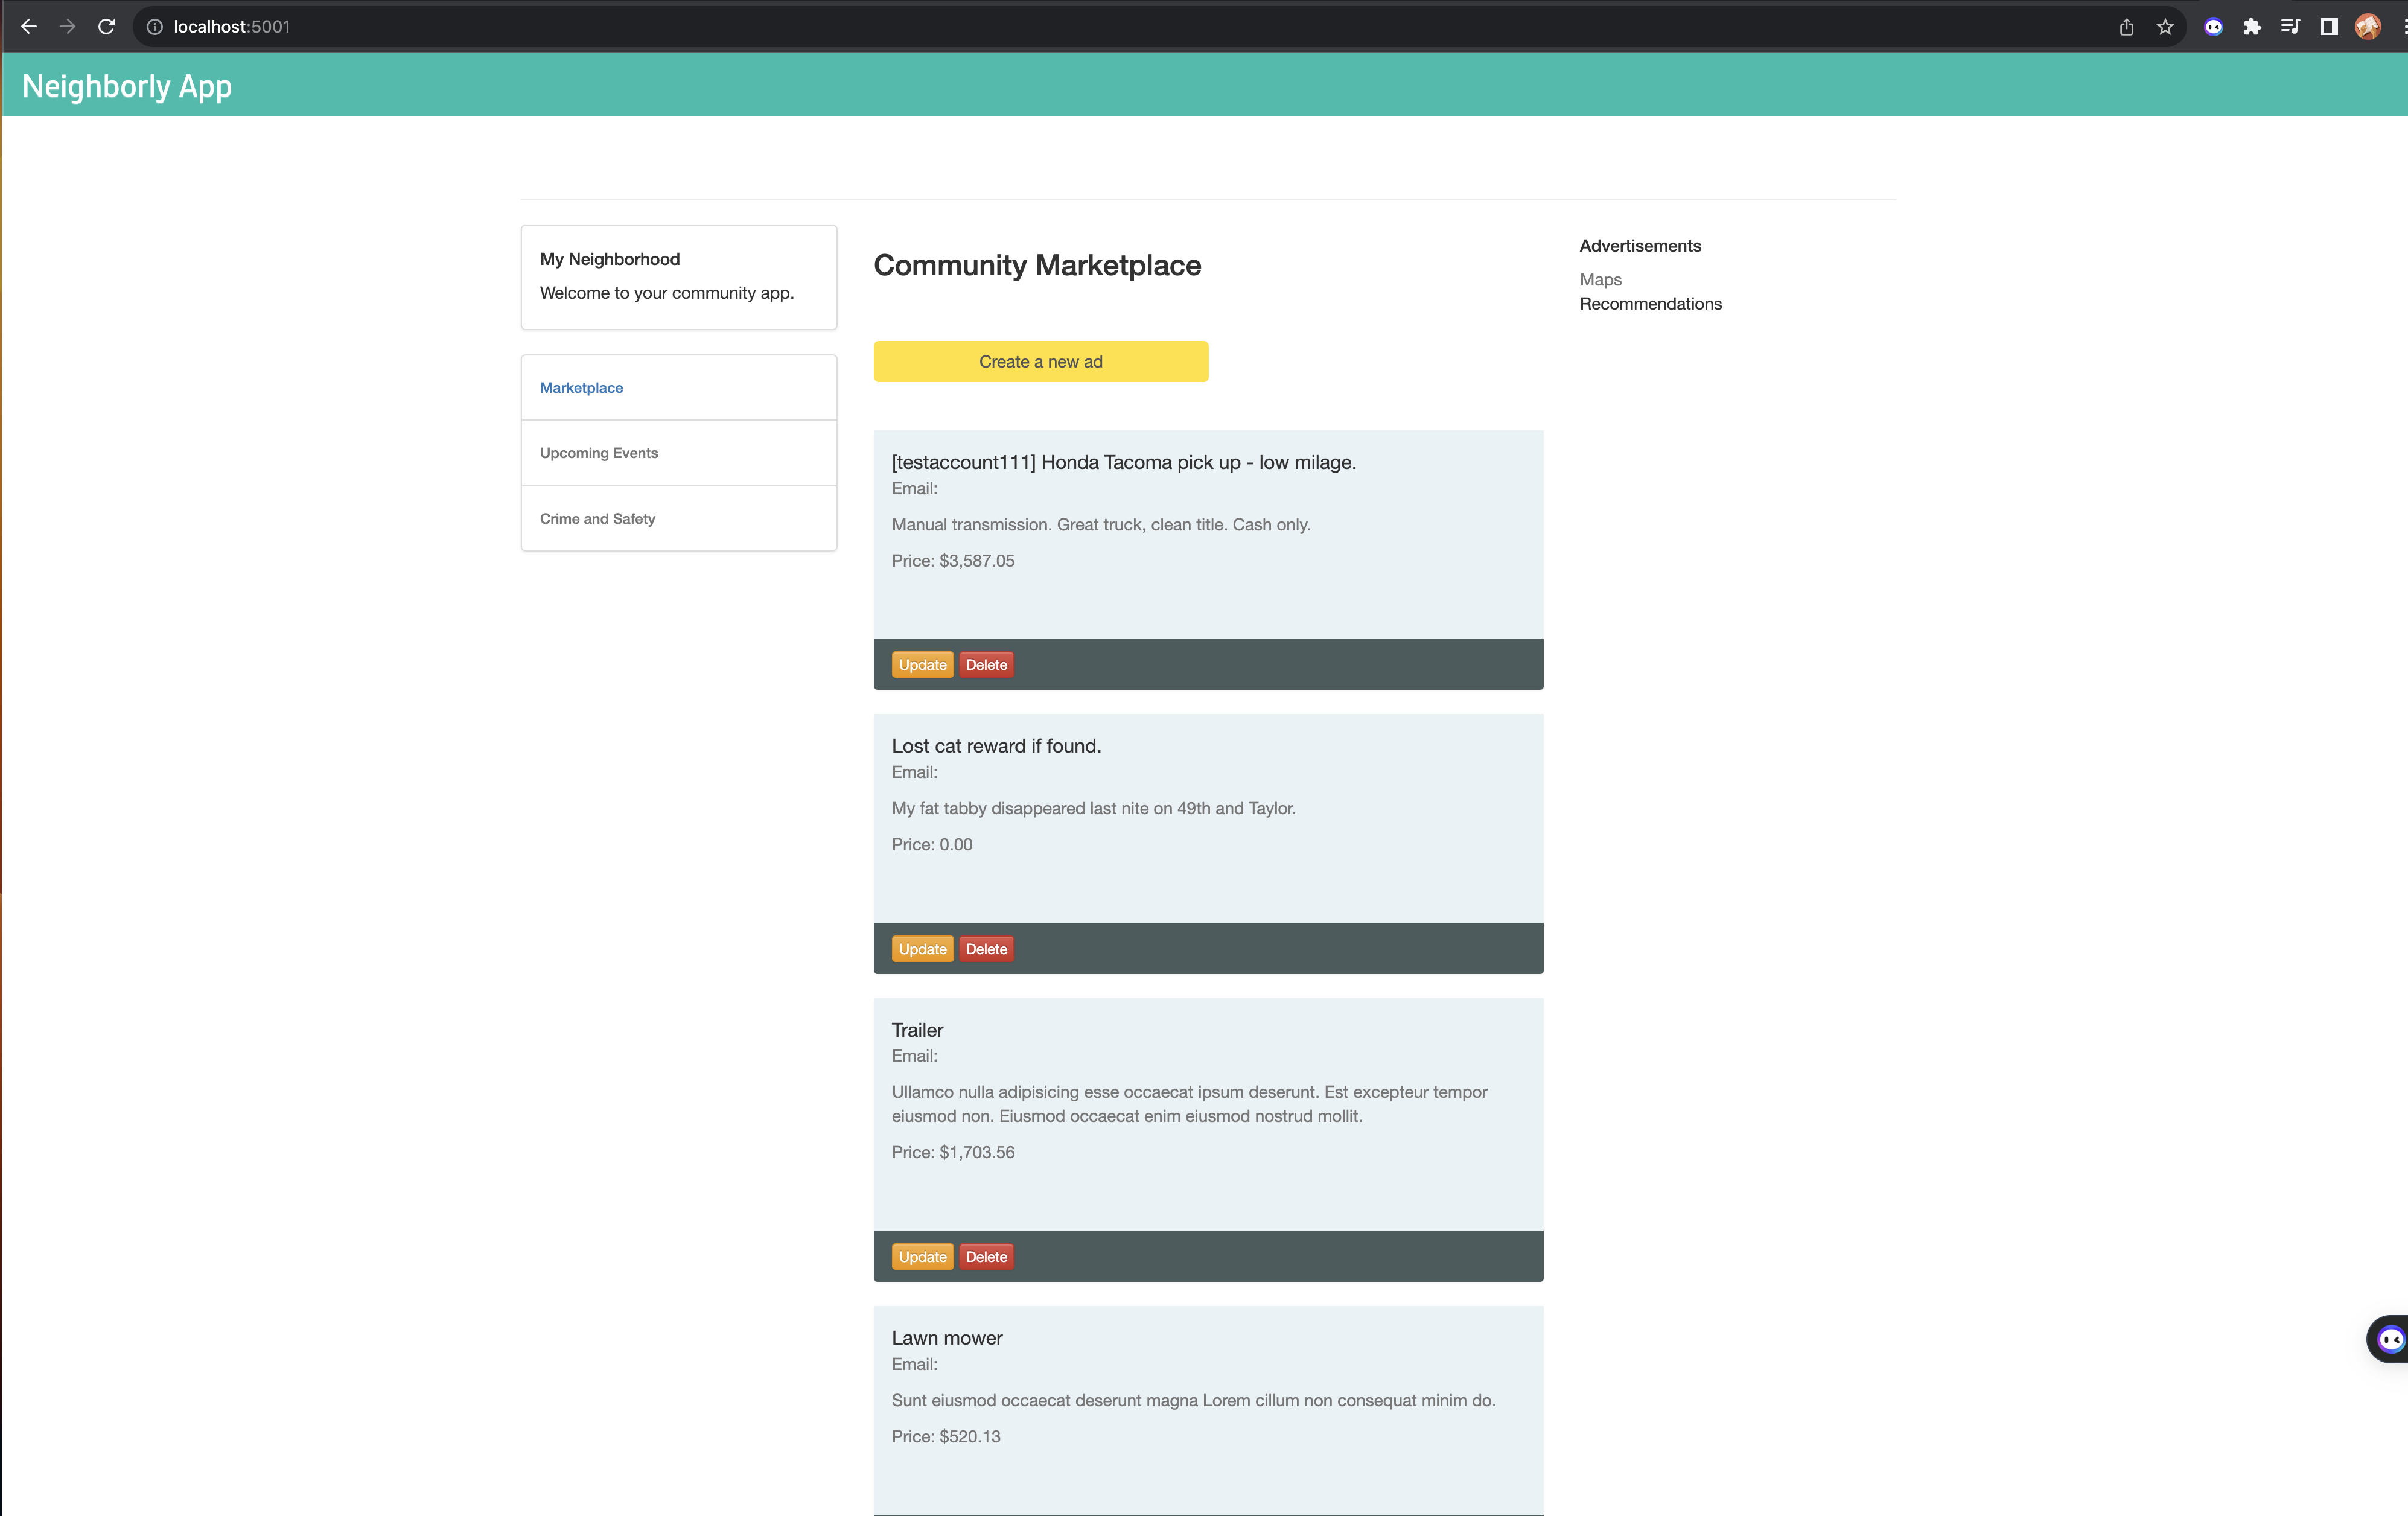 localhost:5001
Neighborly App
My Neighborhood
Welcome to your community app.
Marketplace
Upcoming Events
Crime and Safety
Community Marketplace
Create a new ad
[testaccount111] Honda Tacoma pick up - low milage.
Email:
Manual transmission. Great truck, clean title. Cash only.
Price: $3,587.05
Update Delete
Lost cat reward if found.
Email:
My fat tabby disappeared last nite on 49th and Taylor.
Price: 0.00
Update Delete
Trailer
Email:
Ullamco nulla adipisicing esse occaecat ipsum deserunt. Est excepteur tempor
eiusmod non. Eiusmod occaecat enim eiusmod nostrud mollit.
Price: $1,703.56
Update Delete
Lawn mower
Email:
Sunt eiusmod occaecat deserunt magna Lorem cillum non consequat minim do.
Price: $520.13
Advertisements
Maps
Recommendations